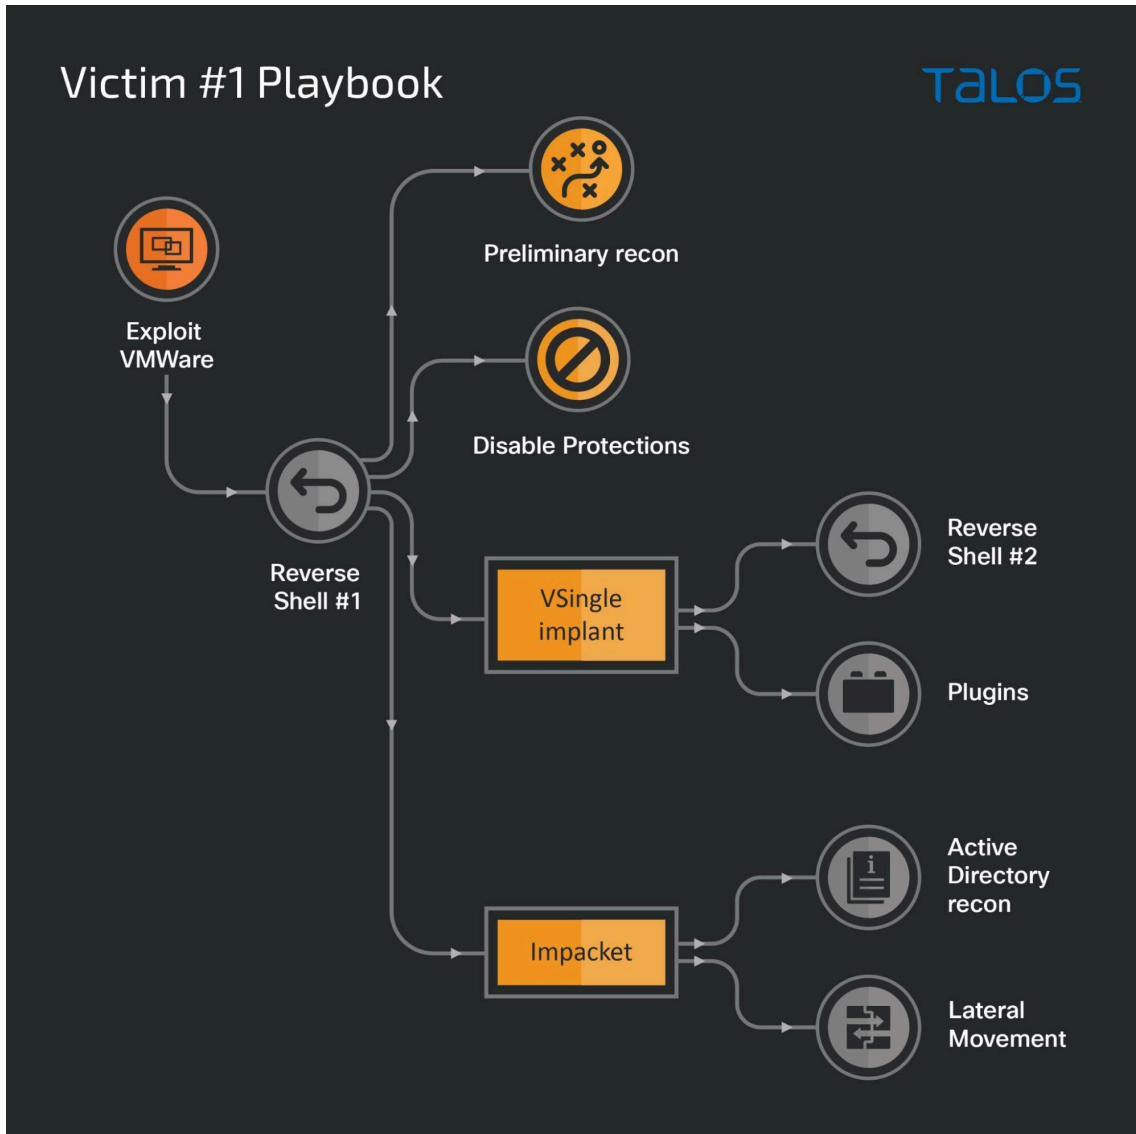 Victim #1 Playbook
TALOS
Preliminary recon
Exploit
VMWare
Disable Protections
Reverse
Shell #1
VSingle
implant
Reverse
Shell #2
Plugins
Active
Directory
recon
Impacket
Lateral
Movement